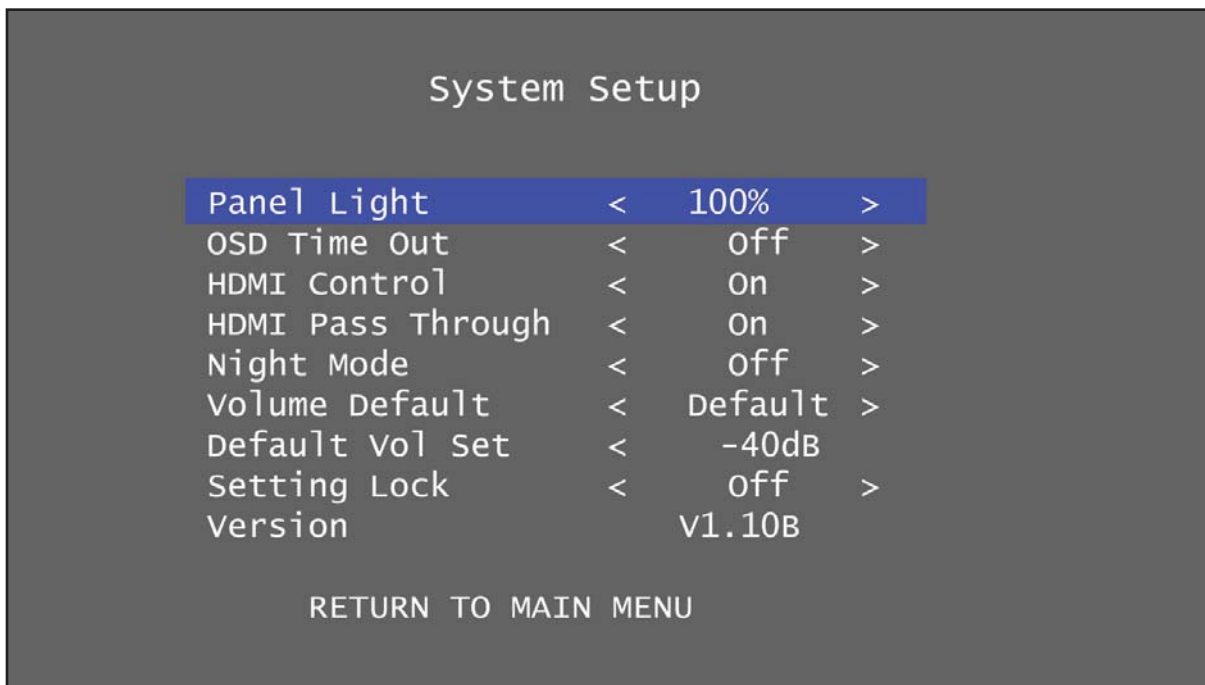 System Setup
Panel Light < 100% >
OSD Time Out < Off >
HDMI Control < On >
HDMI Pass Through < On >
Night Mode < Off >
Volume Default < Default >
Default Vol Set < -40dB
Setting Lock < Off >
Version V1.10B
RETURN TO MAIN MENU